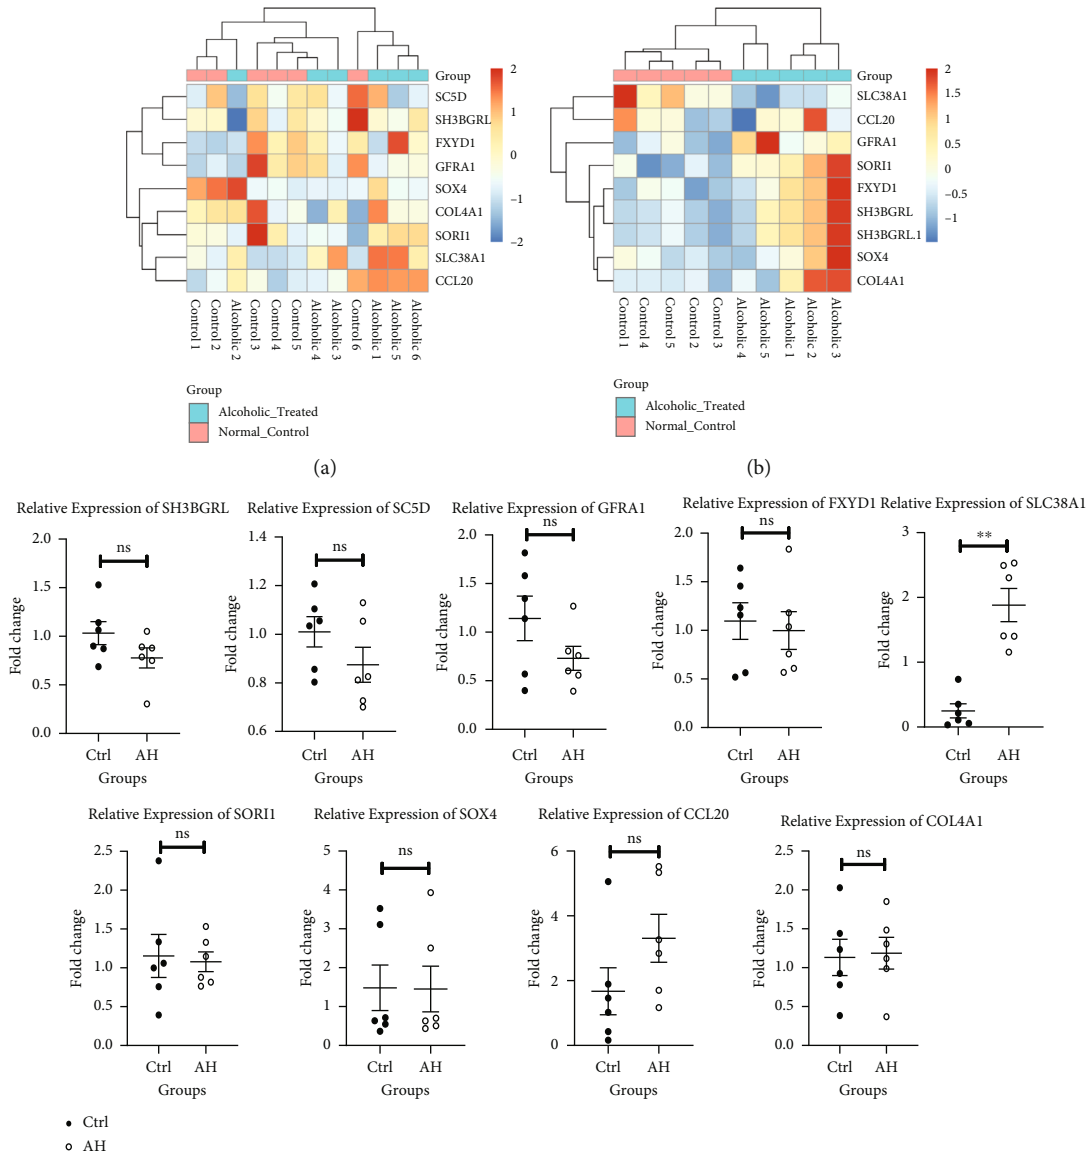 Group
SC5D
SH3BGRL
FXYD1
GFRA1
SOX4
COL4A1
SORI1
SLC38A1
CCL20
2
1
0
−1
−2
Control 1
Control 2
Alcoholic 2
Control 3
Control 4
Control 5
Alcoholic 4
Alcoholic 3
Control 6
Alcoholic 1
Alcoholic 5
Alcoholic 6
Group
Alcoholic_Treated
Normal_Control
(a)
Group
SLC38A1
CCL20
GFRA1
SORI1
FXYD1
SH3BGRL
SH3BGRL.1
SOX4
COL4A1
2
1.5
1
0.5
0
−0.5
−1
Control 1
Control 4
Control 5
Control 2
Control 3
Alcoholic 4
Alcoholic 5
Alcoholic 1
Alcoholic 2
Alcoholic 3
Group
Alcoholic_Treated
Normal_Control
(b)
Relative Expression of SH3BGRL
ns
2.0
1.5
1.0
0.5
0.0
Fold change
Ctrl AH
Groups
Relative Expression of SC5D
ns
1.4
1.2
1.0
0.8
0.6
Fold change
Ctrl AH
Groups
Relative Expression of GFRA1
ns
2.0
1.5
1.0
0.5
0.0
Fold change
Ctrl AH
Groups
Relative Expression of FXYD1
ns
2.0
1.5
1.0
0.5
0.0
Fold change
Ctrl AH
Groups
Relative Expression of SLC38A1
**
3
2
1
0
Fold change
Ctrl AH
Groups
Relative Expression of SORI1
ns
2.5
2.0
1.5
1.0
0.5
0.0
Fold change
Ctrl AH
Groups
Relative Expression of SOX4
ns
5
4
3
2
1
0
Fold change
Ctrl AH
Groups
Relative Expression of CCL20
ns
6
4
2
0
Fold change
Ctrl AH
Groups
Relative Expression of COL4A1
ns
2.5
2.0
1.5
1.0
0.5
0.0
Fold change
Ctrl AH
Groups
Ctrl
AH